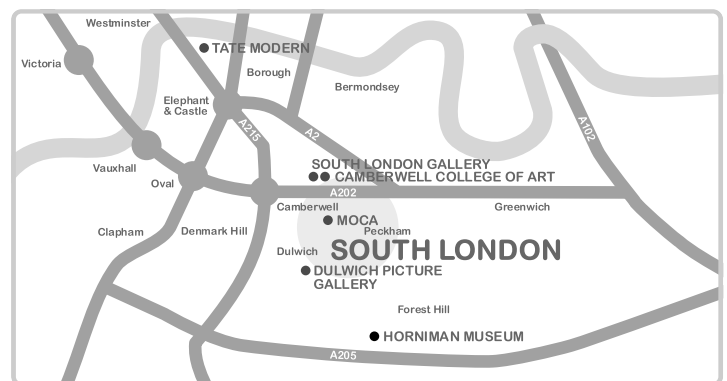 Westminster
TATE MODERN
Victoria
Borough
Bermondsey
Elephant
& Castle
A215
A2
A102
SOUTH LONDON GALLERY
Vauxhall
CAMBERWELL COLLEGE OF ART
Oval
A202
Camberwell
Greenwich
MOCA
Clapham
Denmark Hill
Peckham
Dulwich
SOUTH LONDON
DULWICH PICTURE
GALLERY
Forest Hill
HORNIMAN MUSEUM
A205